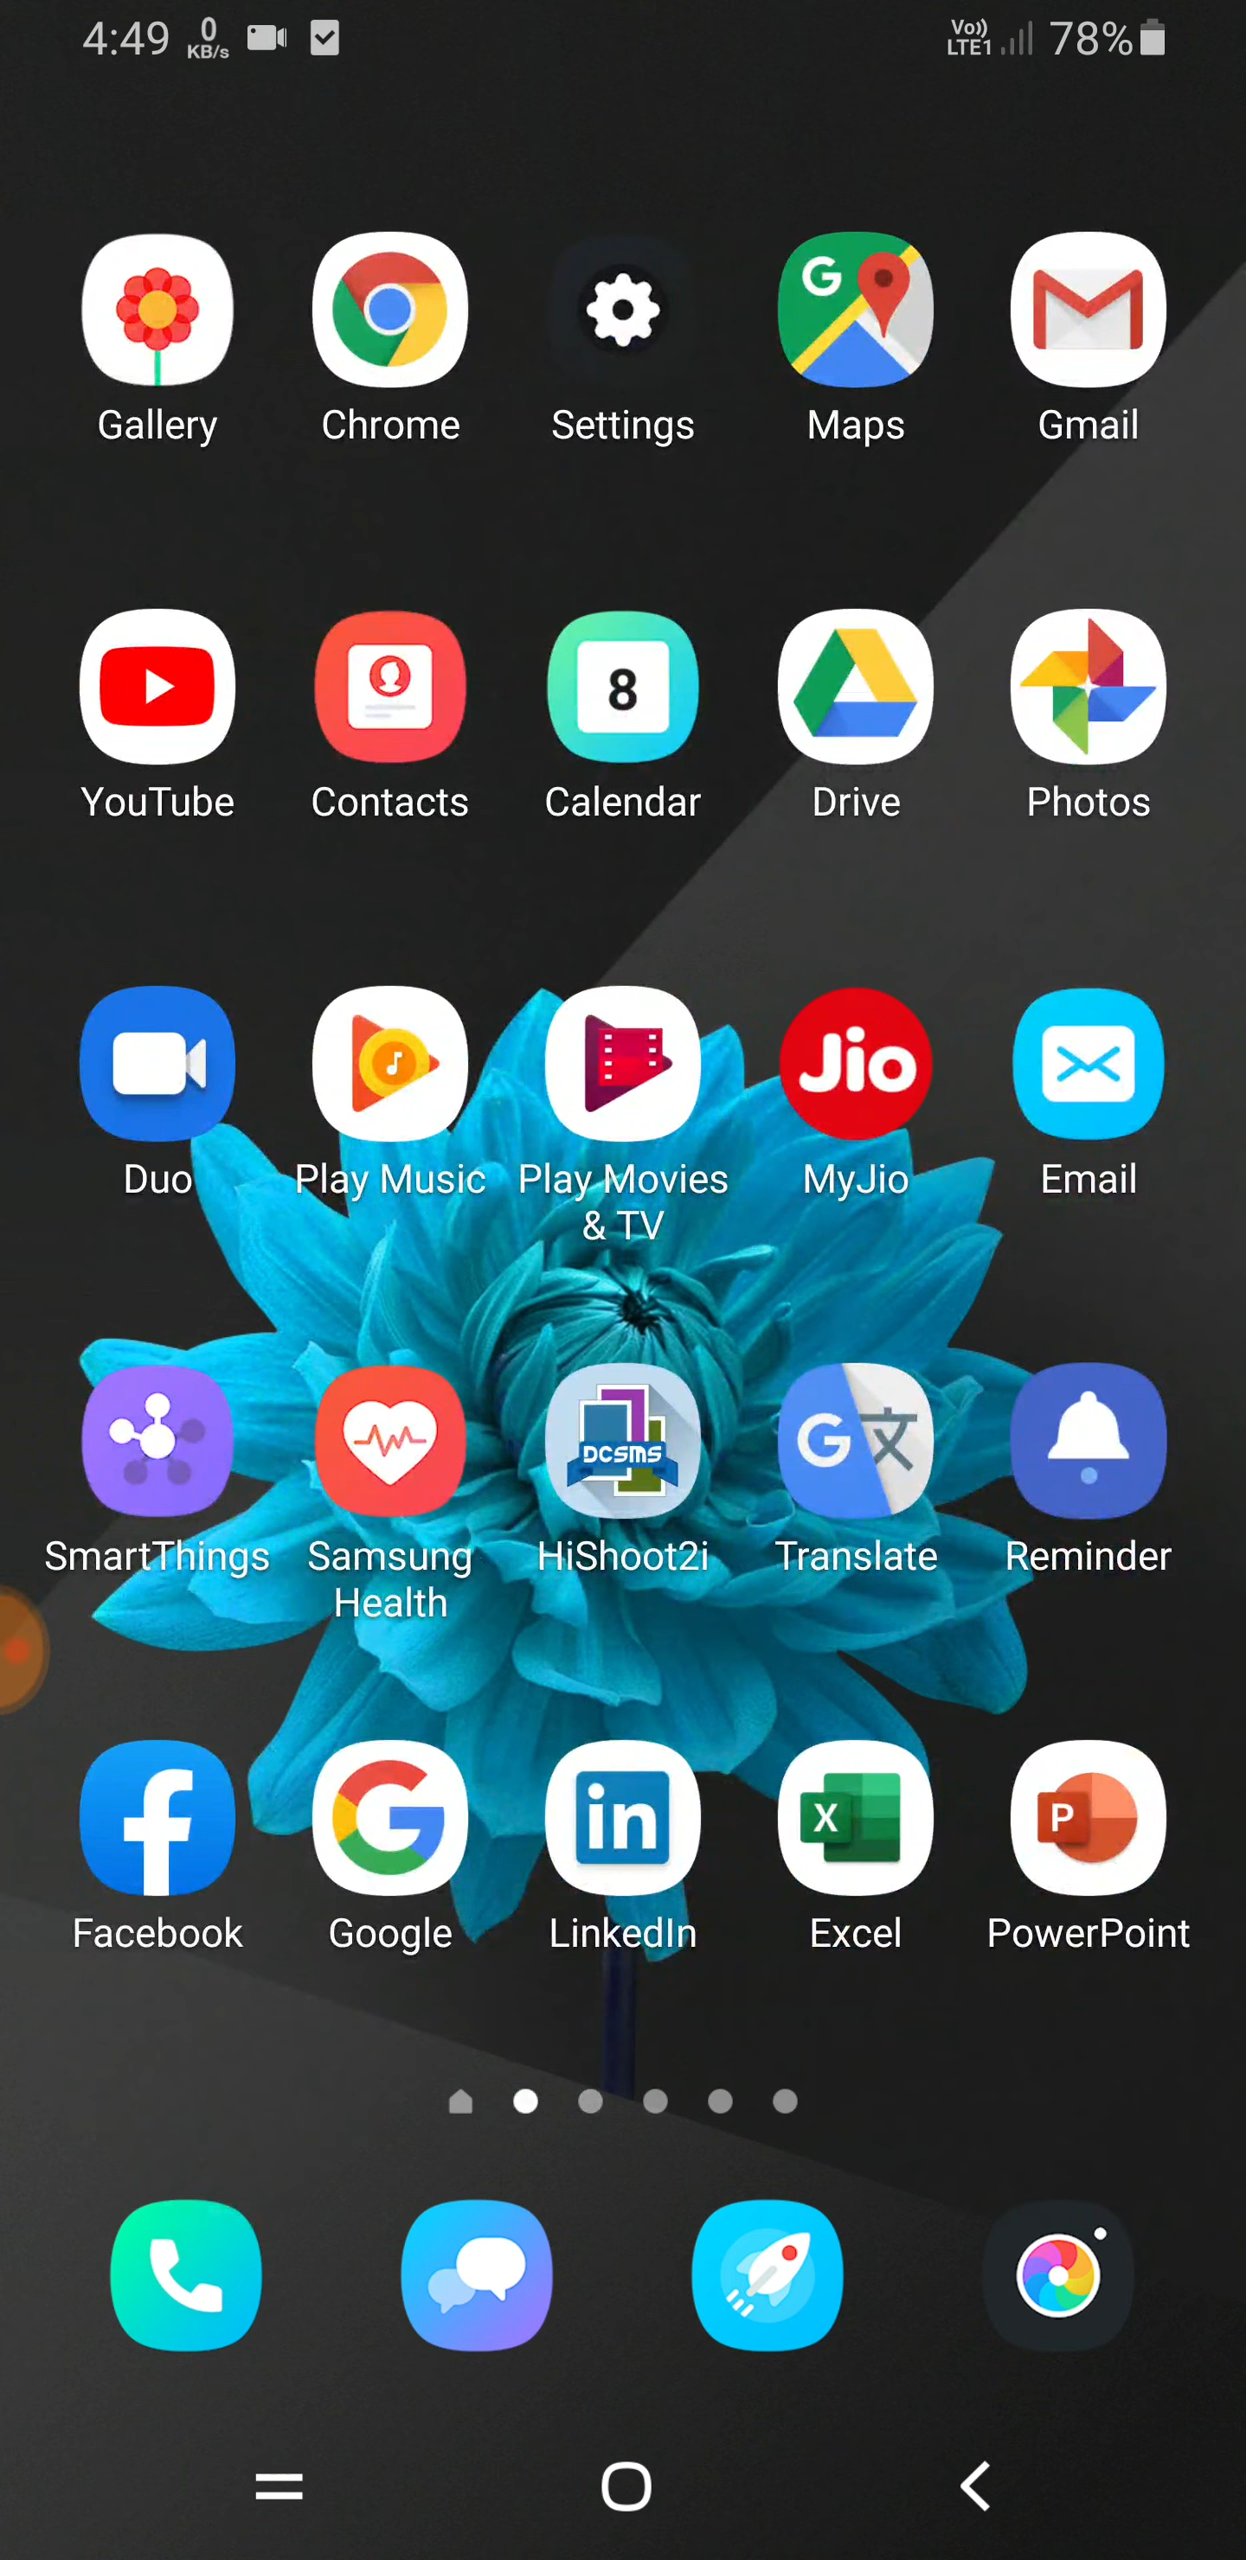 4:49 0 KB/s Vo)) LTE1 78%
G
Gallery Chrome Settings Maps Gmail
8
YouTube Contacts Calendar Drive Photos
Jio
Duo Play Music Play Movies & TV MyJio Email
DCSMS G 文
SmartThings Samsung Health HiShoot2i Translate Reminder
f G in X P
Facebook Google LinkedIn Excel PowerPoint